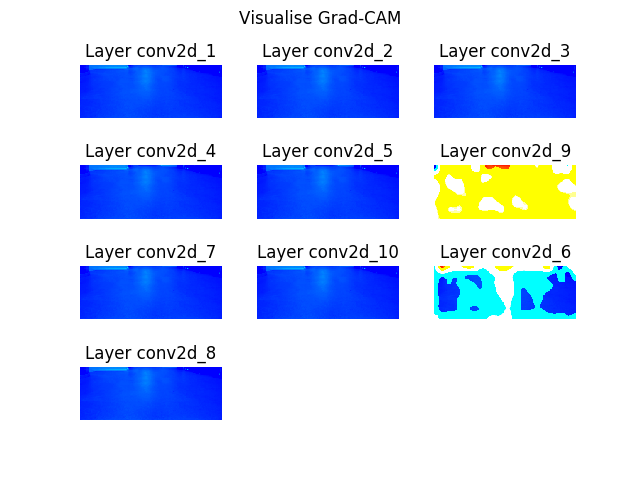 Visualise Grad-CAM
Layer conv2d_1
Layer conv2d_2
Layer conv2d_3
Layer conv2d_4
Layer conv2d_5
Layer conv2d_9
Layer conv2d_7
Layer conv2d_10
Layer conv2d_6
Layer conv2d_8